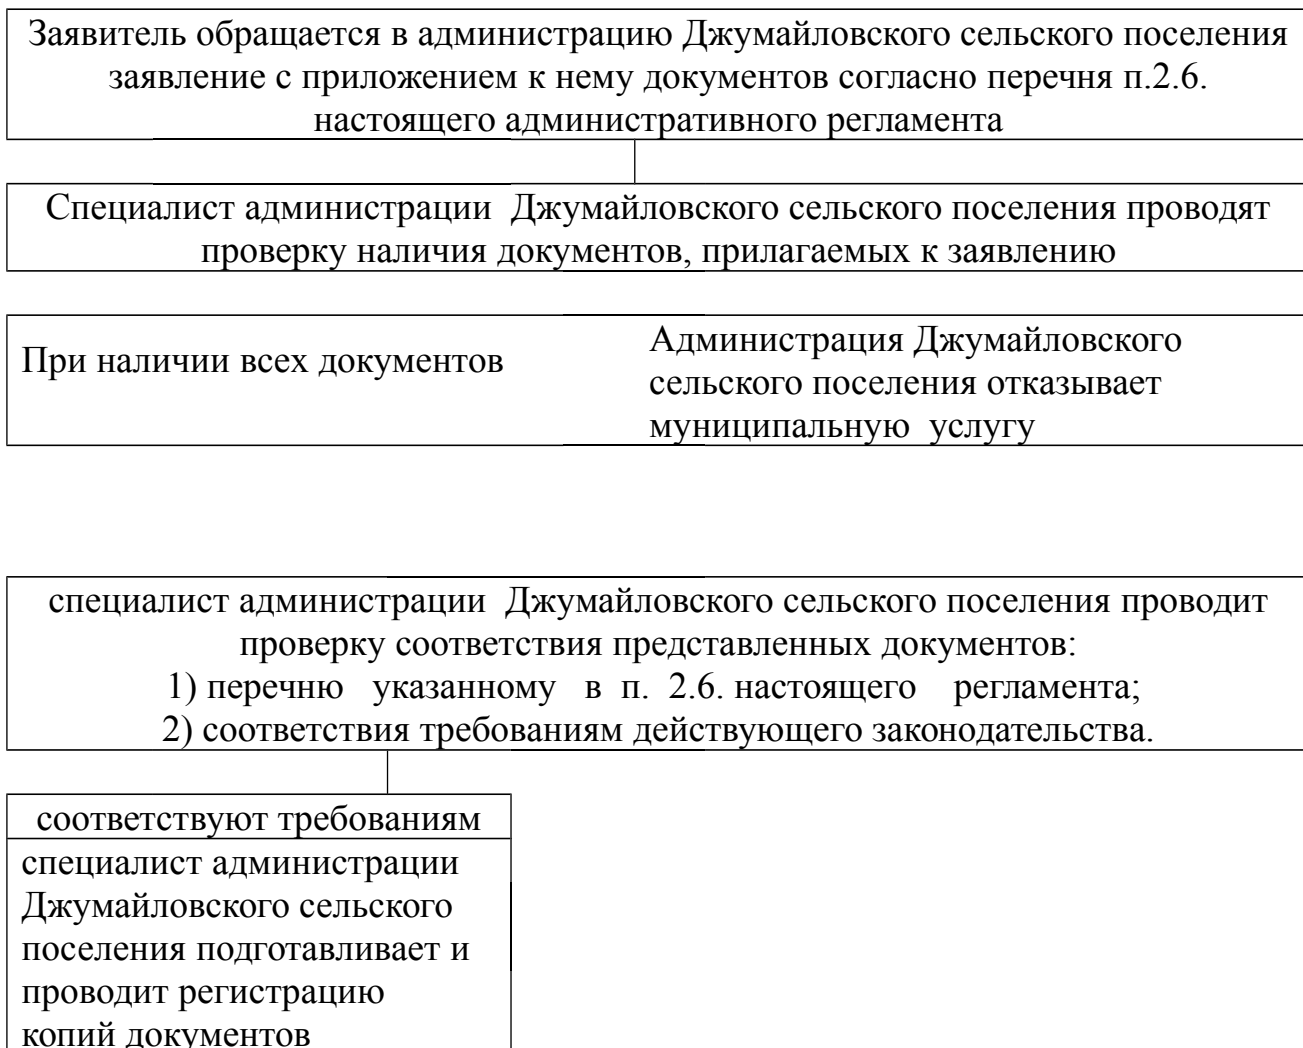 Заявитель обращается в администрацию Джумайловского сельского поселения
заявление с приложением к нему документов согласно перечня п.2.6.
настоящего административного регламента
Специалист администрации Джумайловского сельского поселения проводят
проверку наличия документов, прилагаемых к заявлению
При наличии всех документов
Администрация Джумайловского
сельского поселения отказывает
муниципальную услугу
специалист администрации Джумайловского сельского поселения проводит
проверку соответствия представленных документов:
1) перечню указанному в п. 2.6. настоящего регламента;
2) соответствия требованиям действующего законодательства.
соответствуют требованиям
специалист администрации
Джумайловского сельского
поселения подготавливает и
проводит регистрацию
копий документов